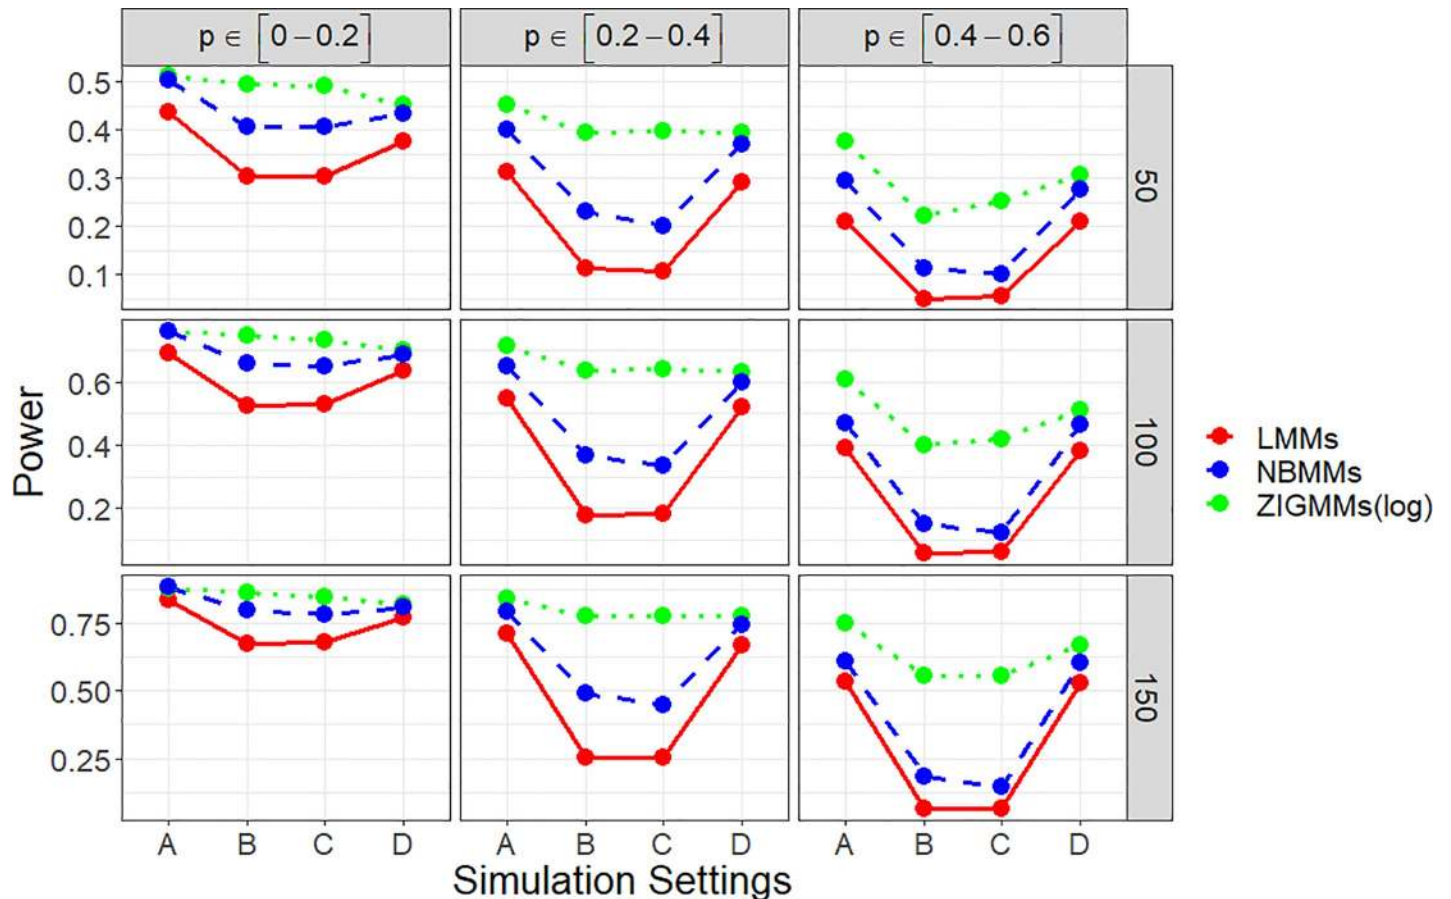 p ∈ [0 − 0.2]
p ∈ [0.2 − 0.4]
p ∈ [0.4 − 0.6]
0.5
0.4
0.3
0.2
0.1
50
0.6
0.4
0.2
100
0.75
0.50
0.25
150
Power
A B C D
A B C D
A B C D
Simulation Settings
LMMs
NBMMs
ZIGMMs(log)